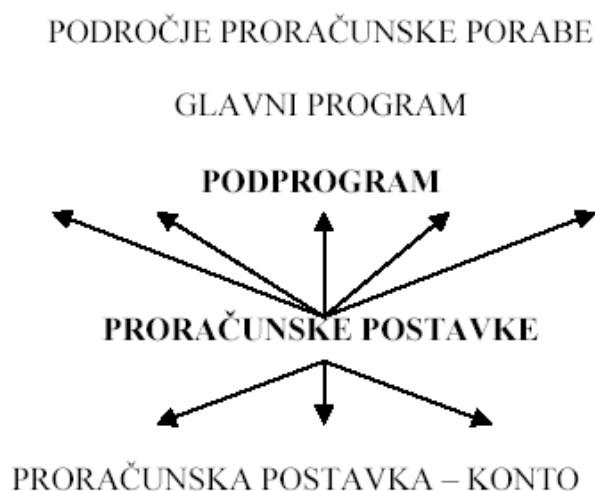 PODROČJE PRORAČUNSKE PORABE
GLAVNI PROGRAM
PODPROGRAM
PRORAČUNSKE POSTAVKE
PRORAČUNSKA POSTAVKA – KONTO